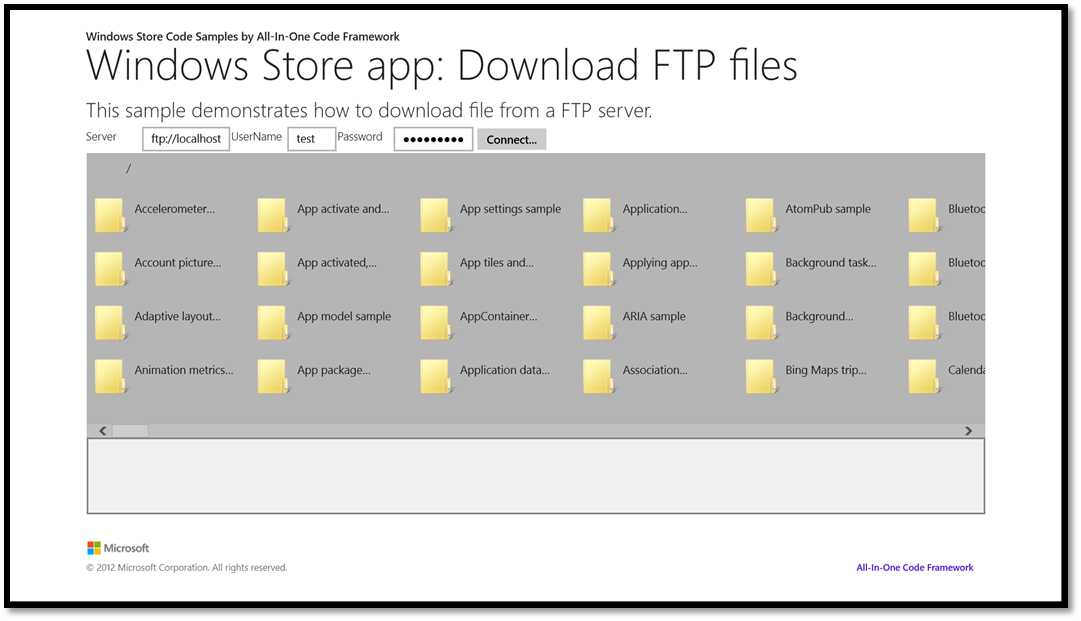 Windows Store Code Samples by All-In-One Code Framework
Windows Store app: Download FTP files
This sample demonstrates how to download file from a FTP server.
Server ftp://localhost UserName test Password ●●●●●●●●● Connect...
/
Accelerometer... App activate and... App settings sample Application... AtomPub sample Bluetoc
Account picture... App activated,... App tiles and... Applying app... Background task... Bluetoc
Adaptive layout... App model sample AppContainer... ARIA sample Background... Bluetoc
Animation metrics... App package... Application data... Association... Bing Maps trip... Calenda
Microsoft
© 2012 Microsoft Corporation. All rights reserved. All-In-One Code Framework